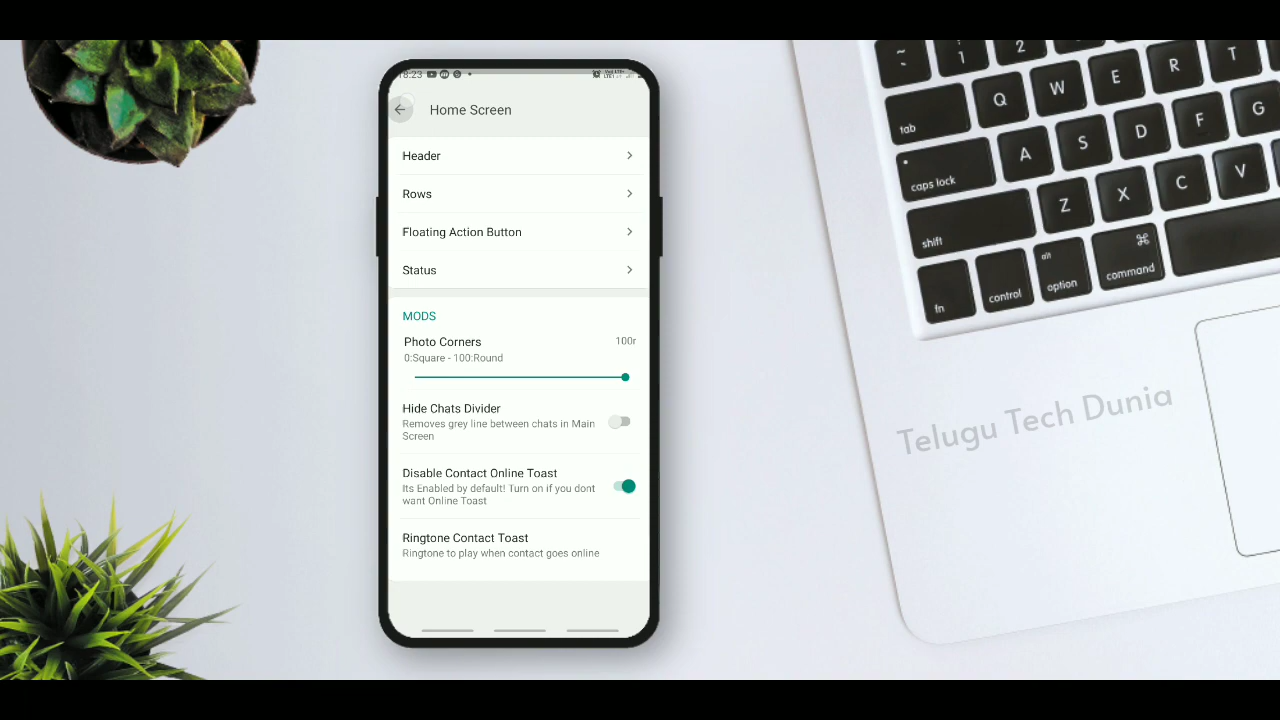 18:23
Home Screen
Header
Rows
Floating Action Button
Status
MODS
Photo Corners
100r
0:Square - 100:Round
Hide Chats Divider
Removes grey line between chats in Main
Screen
Disable Contact Online Toast
Its Enabled by default! Turn on if you dont
want Online Toast
Ringtone Contact Toast
Ringtone to play when contact goes online
~
`
!
1
2
tab
Q
W
E
R
T
caps lock
A
S
D
F
G
shift
Z
X
C
V
fn
control
alt
option
⌘
command
Telugu Tech Dunia